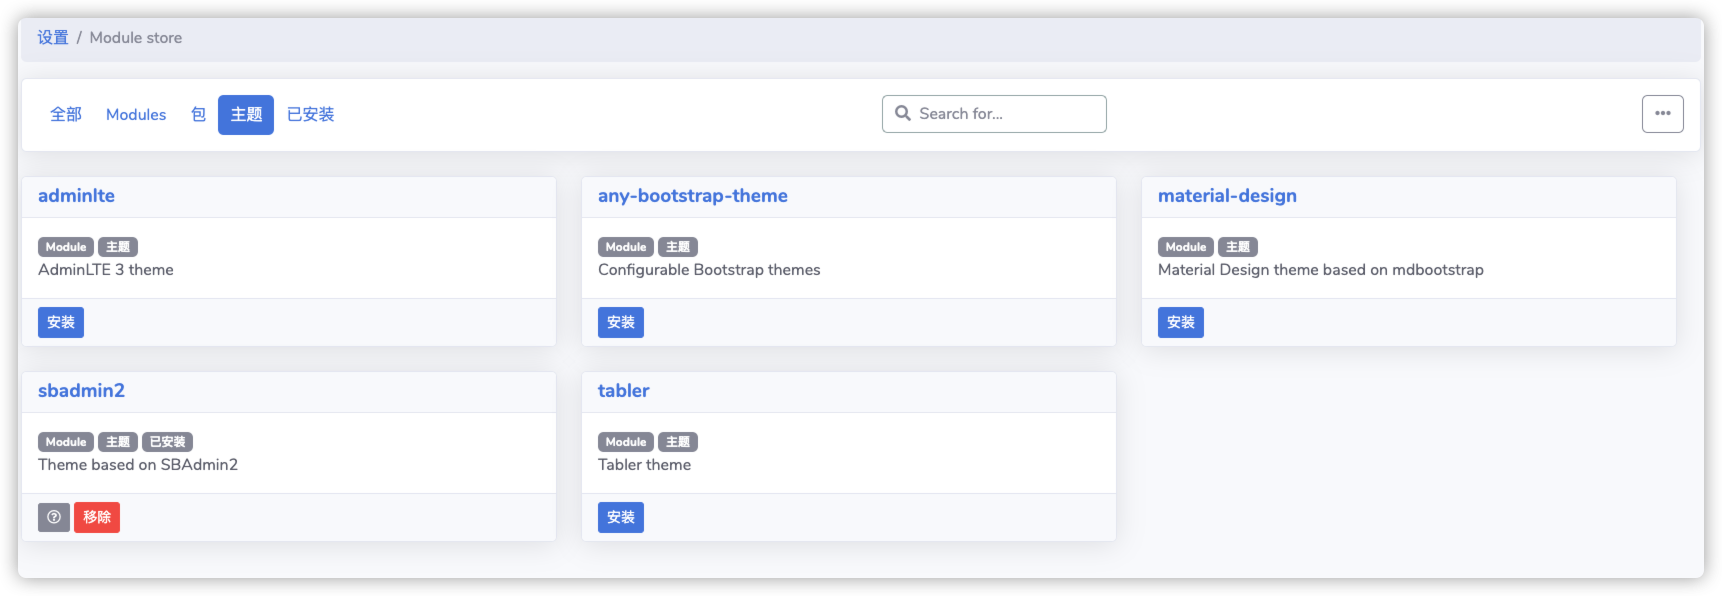 设置 / Module store
全部 Modules 包 主题 已安装 Search for... ···
adminlte
Module 主题
AdminLTE 3 theme
安装
any-bootstrap-theme
Module 主题
Configurable Bootstrap themes
安装
material-design
Module 主题
Material Design theme based on mdbootstrap
安装
sbadmin2
Module 主题 已安装
Theme based on SBAdmin2
移除
tabler
Module 主题
Tabler theme
安装